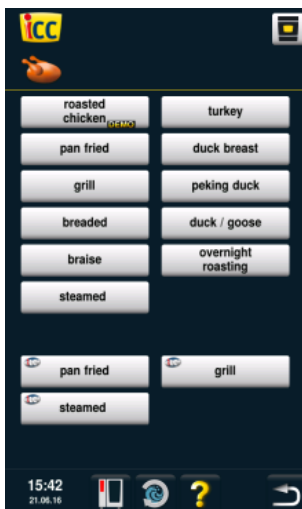 icc
roasted
chicken DEMO
turkey
pan fried
duck breast
grill
peking duck
breaded
duck / goose
braise
overnight
roasting
steamed
pan fried
grill
steamed
15:42
21.06.16
?